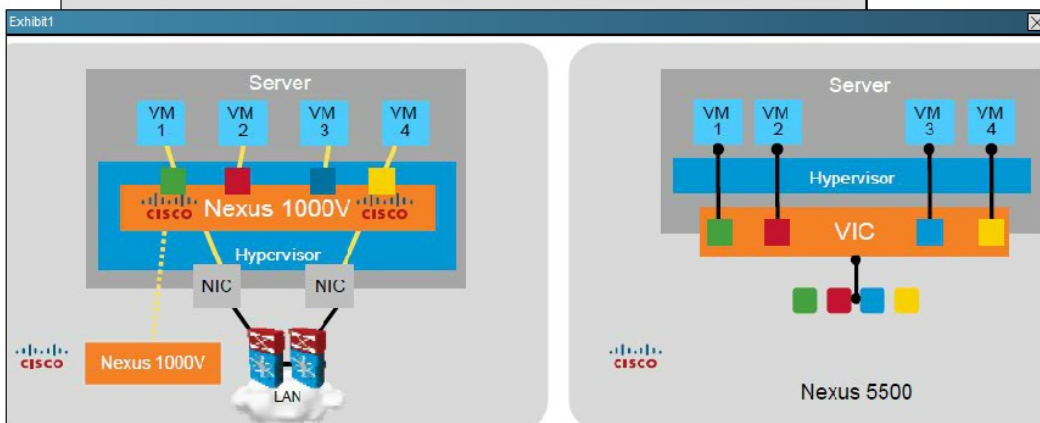 Exhibit1
Server
VM 1
VM 2
VM 3
VM 4
CISCO
Nexus 1000V
CISCO
Hypervisor
NIC
NIC
CISCO
Nexus 1000V
LAN
Server
VM 1
VM 2
VM 3
VM 4
Hypervisor
VIC
CISCO
Nexus 5500